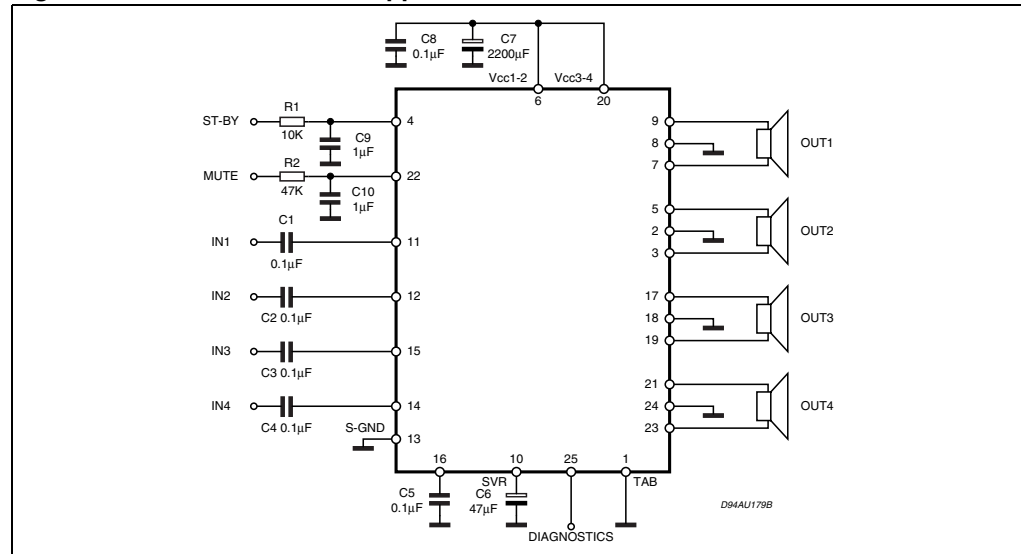 C8
0.1μF
C7
2200μF
Vcc1-2
Vcc3-4
6
20
ST-BY
R1
10K
4
C9
1μF
MUTE
R2
47K
22
C10
1μF
IN1
C1
0.1μF
11
IN2
C2 0.1μF
12
IN3
C3 0.1μF
15
IN4
C4 0.1μF
14
S-GND
13
9
8
7
OUT1
5
2
3
OUT2
17
18
19
OUT3
21
24
23
OUT4
16
10
25
1
SVR
TAB
C5
0.1μF
C6
47μF
DIAGNOSTICS
D94AU179B